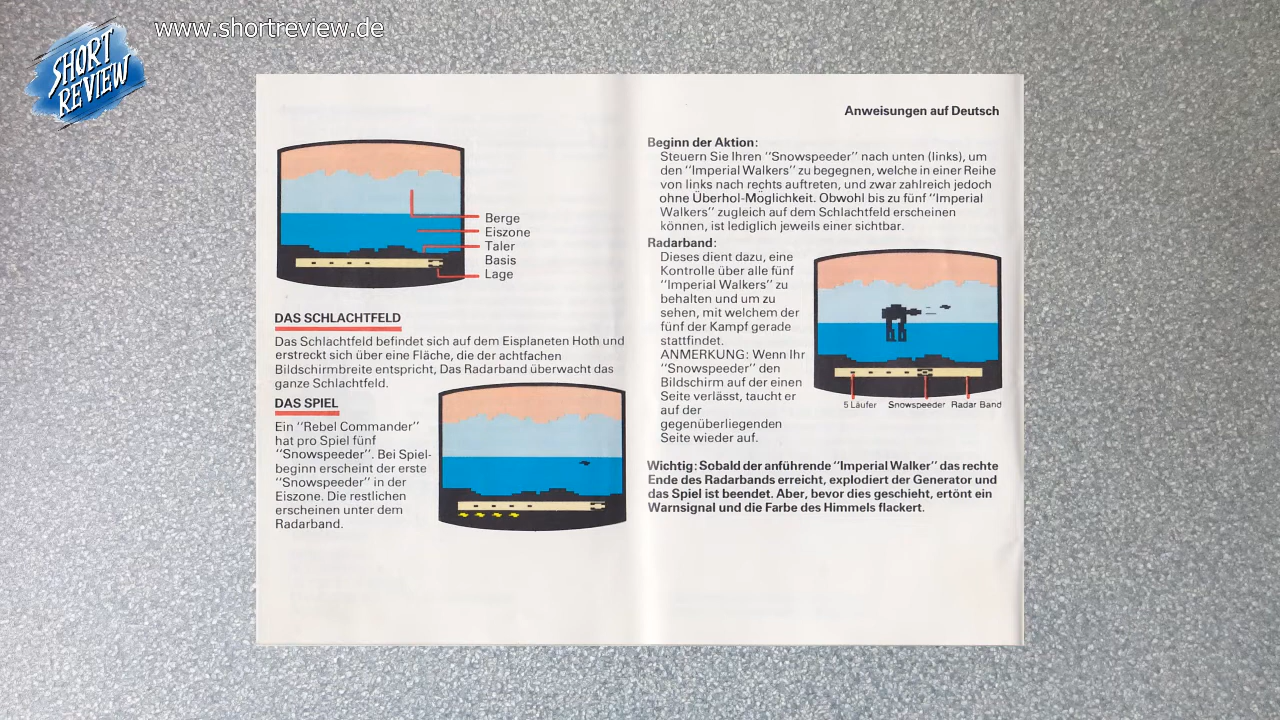 SHORT
REVIEW
www.shortreview.de
Berge
Eiszone
Taler
Basis
Lage
DAS SCHLACHTFELD
Das Schlachtfeld befindet sich auf dem Eisplaneten Hoth und
erstreckt sich über eine Fläche, die der achtfachen
Bildschirmbreite entspricht, Das Radarband überwacht das
ganze Schlachtfeld.
DAS SPIEL
Ein "Rebel Commander"
hat pro Spiel fünf
"Snowspeeder". Bei Spiel-
beginn erscheint der erste
"Snowspeeder" in der
Eiszone. Die restlichen
erscheinen unter dem
Radarband.
Anweisungen auf Deutsch
Beginn der Aktion:
Steuern Sie Ihren "Snowspeeder" nach unten (links), um
den "Imperial Walkers" zu begegnen, welche in einer Reihe
von links nach rechts auftreten, und zwar zahlreich jedoch
ohne Überhol-Möglichkeit. Obwohl bis zu fünf "Imperial
Walkers" zugleich auf dem Schlachtfeld erscheinen
können, ist lediglich jeweils einer sichtbar.
Radarband:
Dieses dient dazu, eine
Kontrolle über alle fünf
"Imperial Walkers" zu
behalten und um zu
sehen, mit welchem der
fünf der Kampf gerade
stattfindet.
ANMERKUNG: Wenn Ihr
"Snowspeeder" den
Bildschirm auf der einen
Seite verlässt, taucht er
auf der
gegenüberliegenden
Seite wieder auf.
5 Läufer Snowspeeder Radar Band
Wichtig: Sobald der anführende "Imperial Walker" das rechte
Ende des Radarbands erreicht, explodiert der Generator und
das Spiel ist beendet. Aber, bevor dies geschieht, ertönt ein
Warnsignal und die Farbe des Himmels flackert.